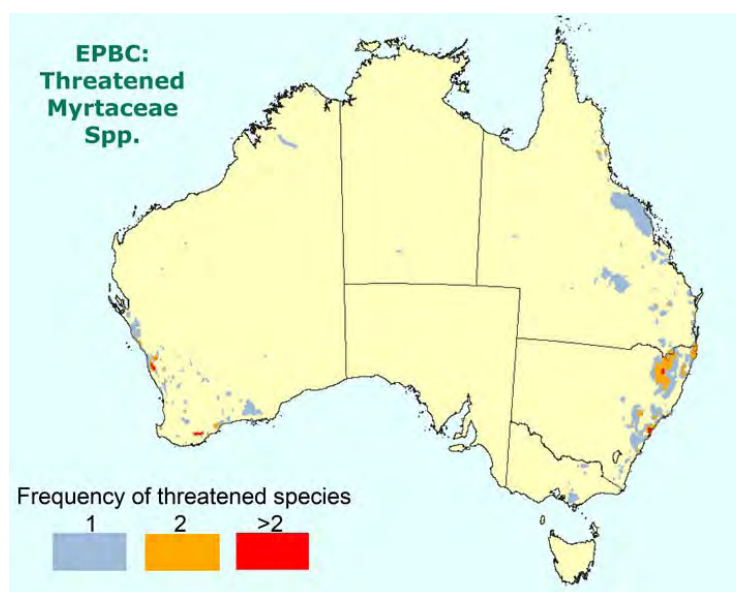 EPBC:
Threatened
Myrtaceae
Spp.
Frequency of threatened species
1 2 >2